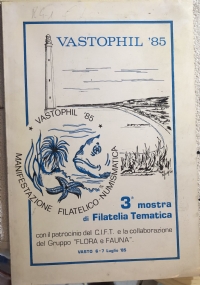 VASTOPHIL '85
VASTOPHIL '85
MANIFESTAZIONE FILATELICO-NUMISMATICA
3ª mostra
di Filatelia Tematica
con il patrocinio del C.I.F.T. e la collaborazione
del Gruppo "FLORA e FAUNA".
VASTO 6-7 Luglio '85